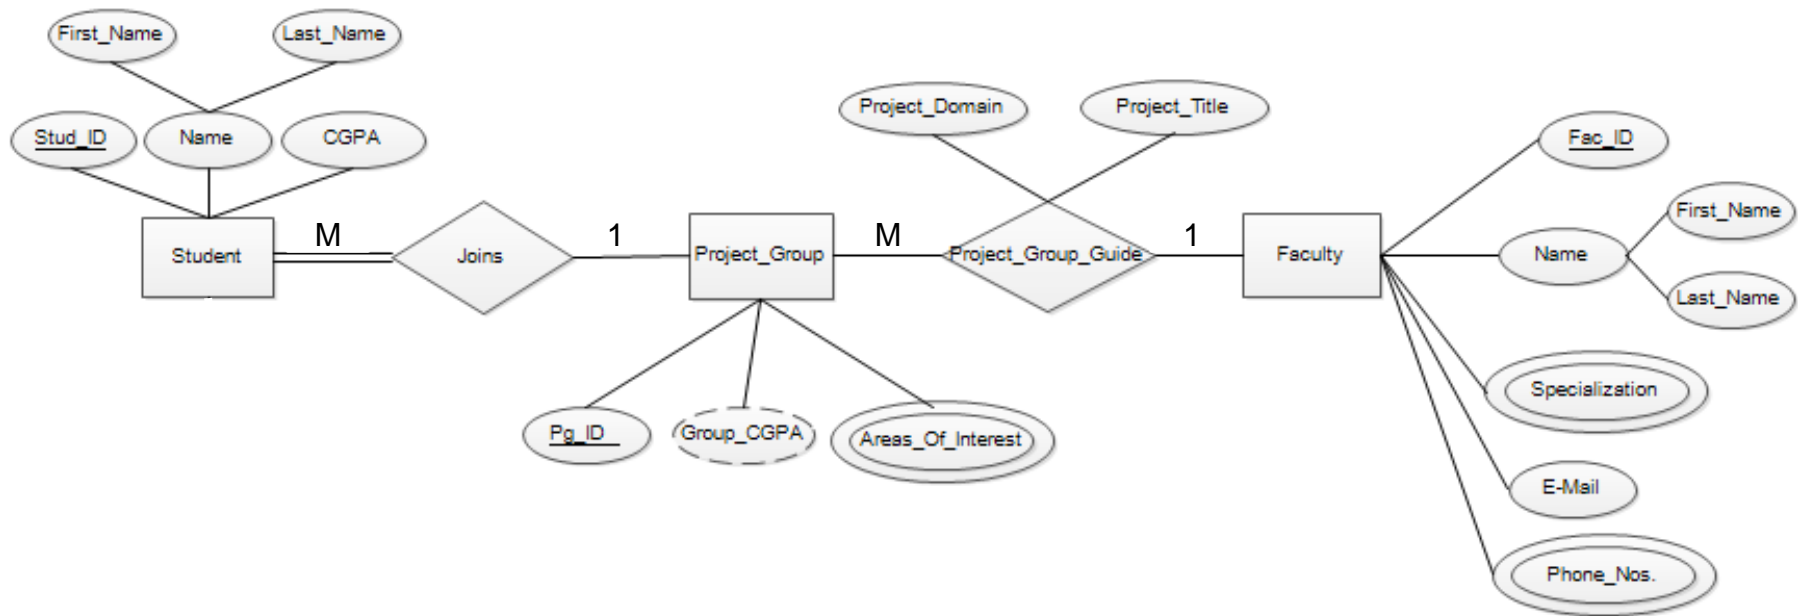 First_Name
Last_Name
Stud_ID
Name
CGPA
Student
M
Joins
1
Project_Group
Pg_ID
Group_CGPA
Areas_Of_Interest
M
Project_Domain
Project_Title
Project_Group_Guide
1
Faculty
Fac_ID
Name
First_Name
Last_Name
Specialization
E-Mail
Phone_Nos.